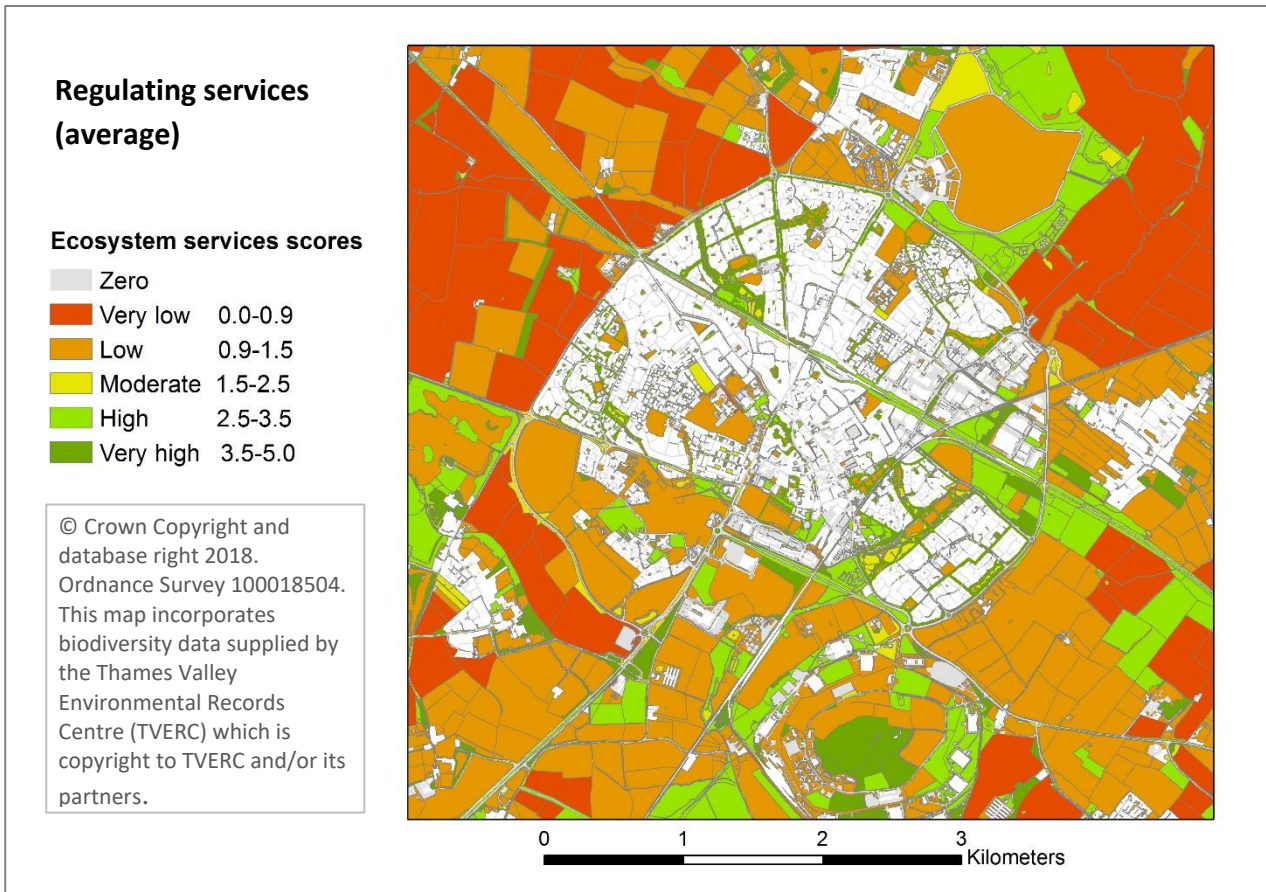 Regulating services
(average)
Ecosystem services scores
Zero
Very low 0.0-0.9
Low 0.9-1.5
Moderate 1.5-2.5
High 2.5-3.5
Very high 3.5-5.0
© Crown Copyright and
database right 2018.
Ordnance Survey 100018504.
This map incorporates
biodiversity data supplied by
the Thames Valley
Environmental Records
Centre (TVERC) which is
copyright to TVERC and/or its
partners.
0 1 2 3
Kilometers